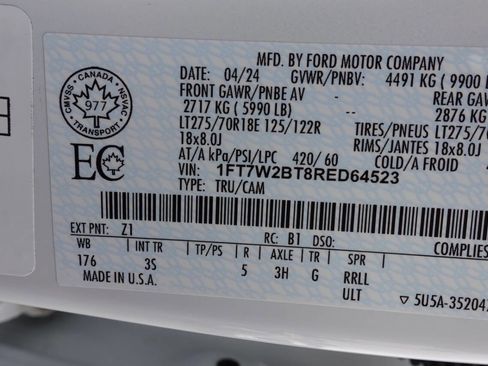 MFD. BY FORD MOTOR COMPANY
DATE: 04/24 GVWR/PNBV: 4491 KG ( 9900 LB
FRONT GAWR/PNBE AV REAR GAWR
2717 KG ( 5990 LB) 2876 KG
LT275/70R18E 125/122R TIRES/PNEUS LT275/70
18x8.0J RIMS/JANTES 18x8.0J
AT/A kPa/PSI/LPC 420/ 60 COLD/A FROID
VIN: 1FT7W2BT8RED64523
TYPE: TRU/CAM
EXT PNT: Z1 RC: B1 DSO:
WB INT TR TP/PS R AXLE TR SPR COMPLIES
176 3S 5 3H G RRLL
MADE IN U.S.A. ULT ▽ 5U5A-35204
CANADA
CMVSS NSVAC
977
TRANSPORT
EC